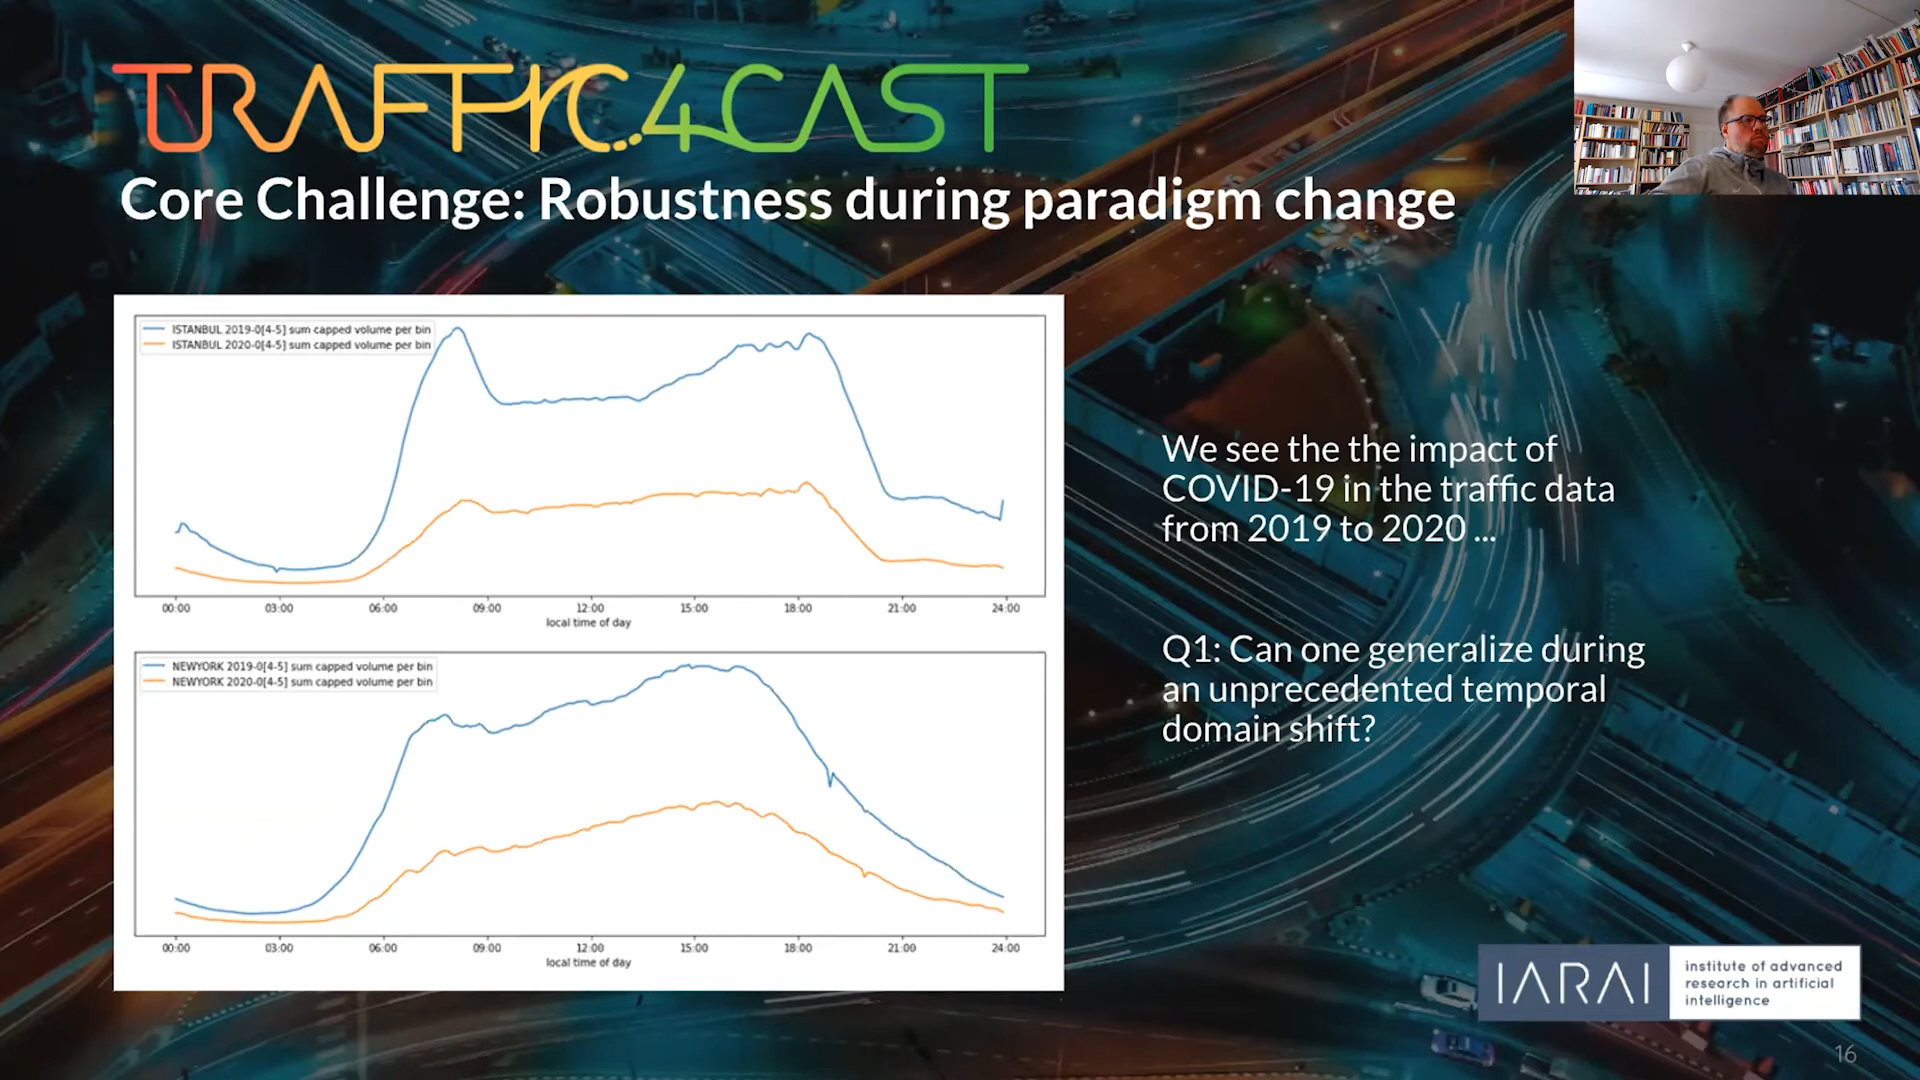 TRAFFIC4CAST
Core Challenge: Robustness during paradigm change
ISTANBUL 2019-0[4-5] sum capped volume per bin
ISTANBUL 2020-0[4-5] sum capped volume per bin
00:00 03:00 06:00 09:00 12:00 15:00 18:00 21:00 24:00
local time of day
NEWYORK 2019-0[4-5] sum capped volume per bin
NEWYORK 2020-0[4-5] sum capped volume per bin
00:00 03:00 06:00 09:00 12:00 15:00 18:00 21:00 24:00
local time of day
We see the the impact of
COVID-19 in the traffic data
from 2019 to 2020 ...
Q1: Can one generalize during
an unprecedented temporal
domain shift?
IARAI
institute of advanced
research in artificial
intelligence
16